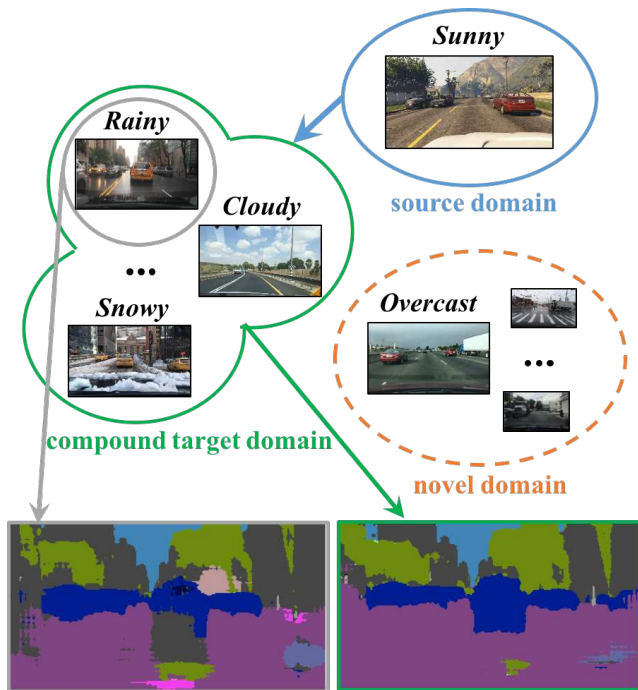 Sunny
Rainy
source domain
Cloudy
...
Snowy
Overcast
...
compound target domain
novel domain